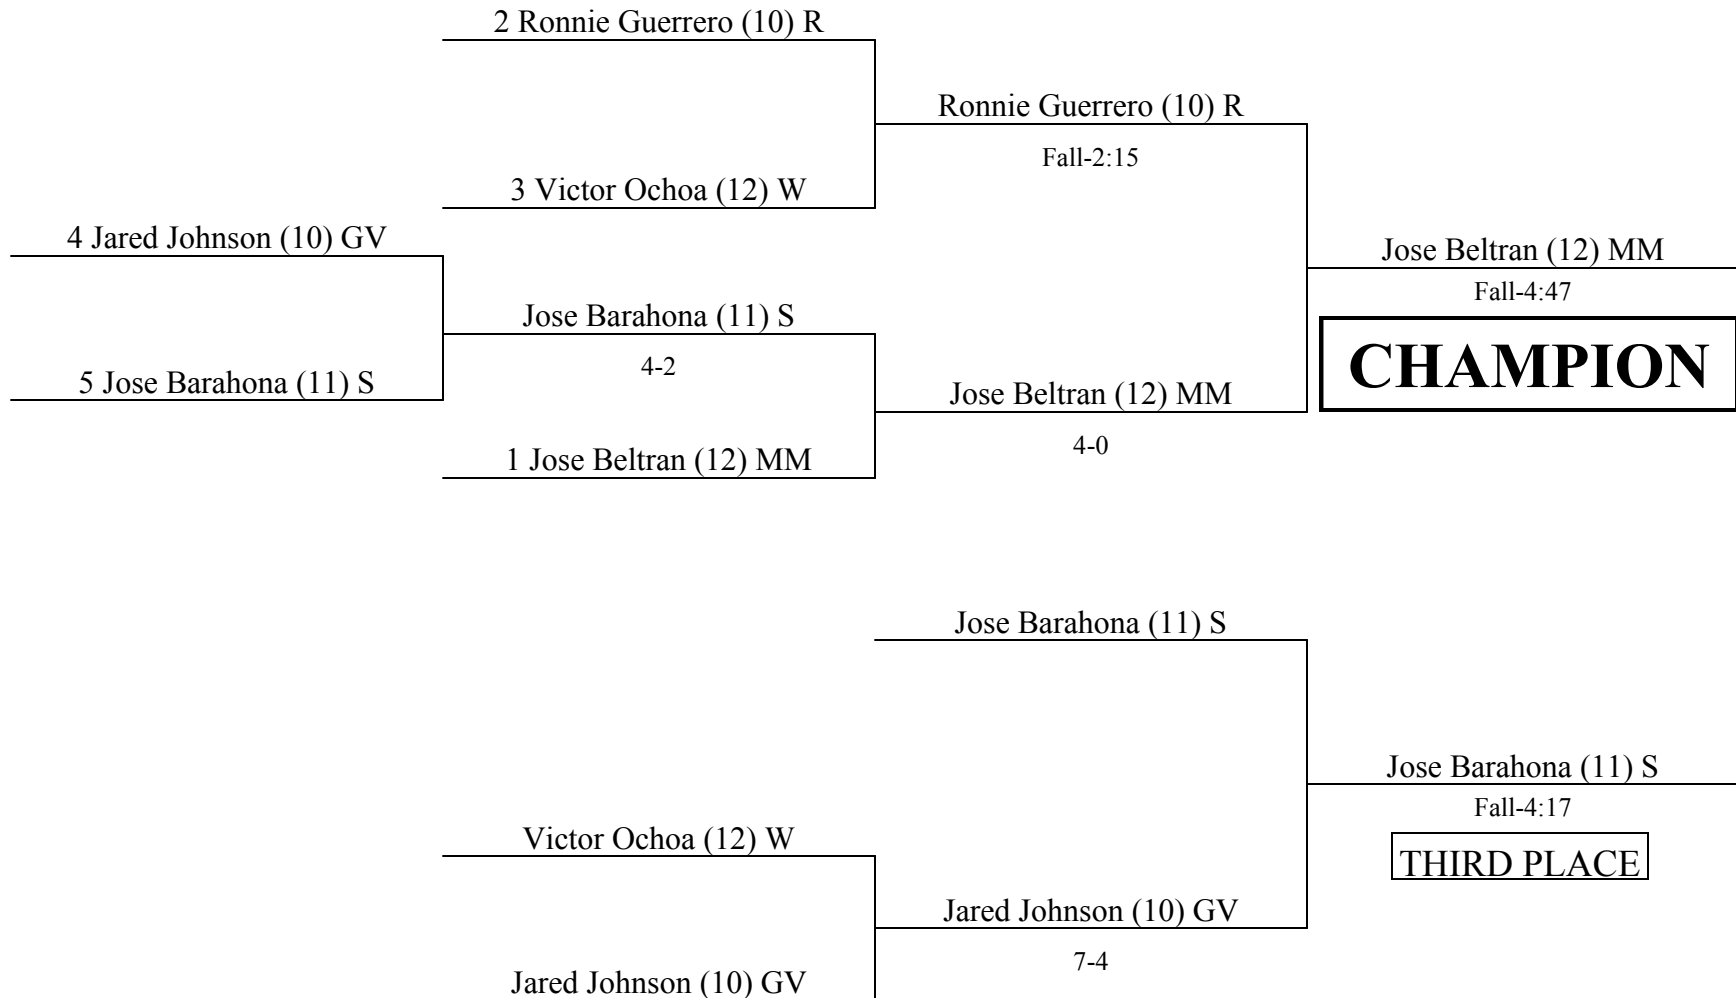 2 Ronnie Guerrero (10) R
Ronnie Guerrero (10) R
Fall-2:15
3 Victor Ochoa (12) W
4 Jared Johnson (10) GV
Jose Beltran (12) MM
Fall-4:47
CHAMPION
Jose Barahona (11) S
4-2
5 Jose Barahona (11) S
Jose Beltran (12) MM
4-0
1 Jose Beltran (12) MM
Jose Barahona (11) S
Jose Barahona (11) S
Fall-4:17
THIRD PLACE
Victor Ochoa (12) W
Jared Johnson (10) GV
7-4
Jared Johnson (10) GV